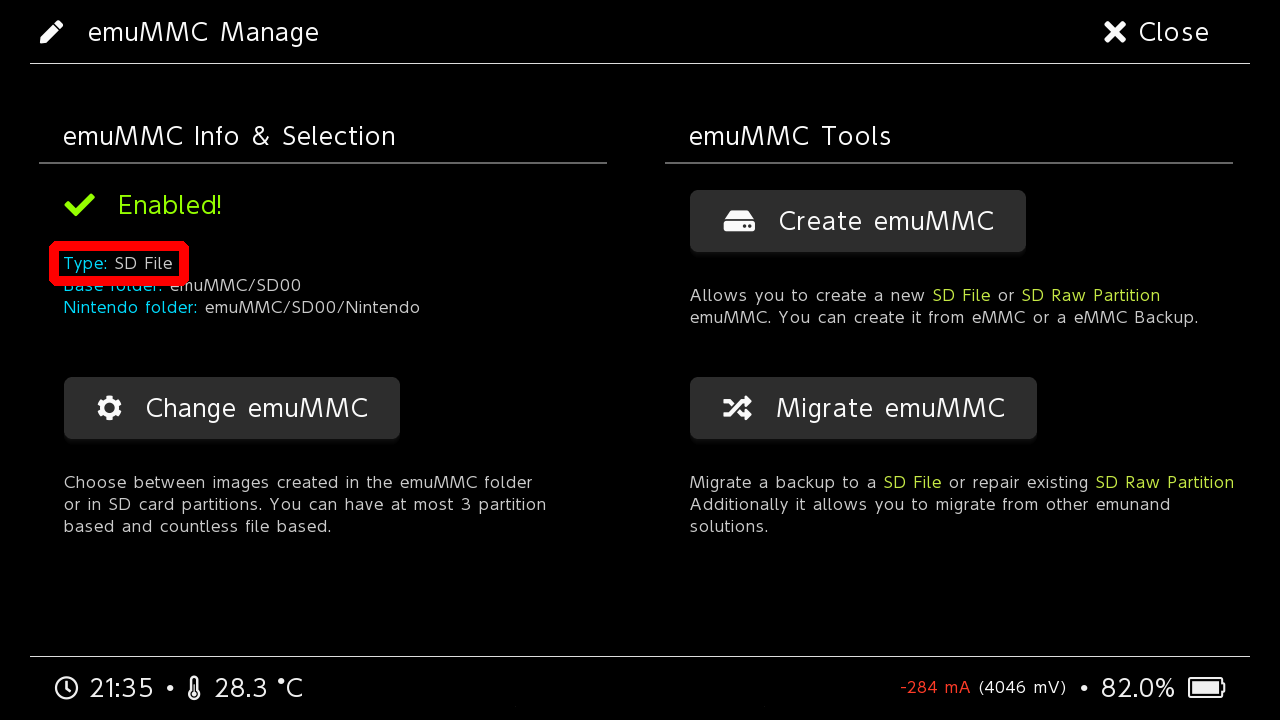 emuMMC Manage
Close
emuMMC Info & Selection
Enabled!
Type: SD File
Base folder: emuMMC/SD00
Nintendo folder: emuMMC/SD00/Nintendo
Change emuMMC
Choose between images created in the emuMMC folder
or in SD card partitions. You can have at most 3 partition
based and countless file based.
emuMMC Tools
Create emuMMC
Allows you to create a new SD File or SD Raw Partition
emuMMC. You can create it from eMMC or a eMMC Backup.
Migrate emuMMC
Migrate a backup to a SD File or repair existing SD Raw Partition
Additionally it allows you to migrate from other emunand
solutions.
21:35 • 28.3 °C
-284 mA (4046 mV) • 82.0%